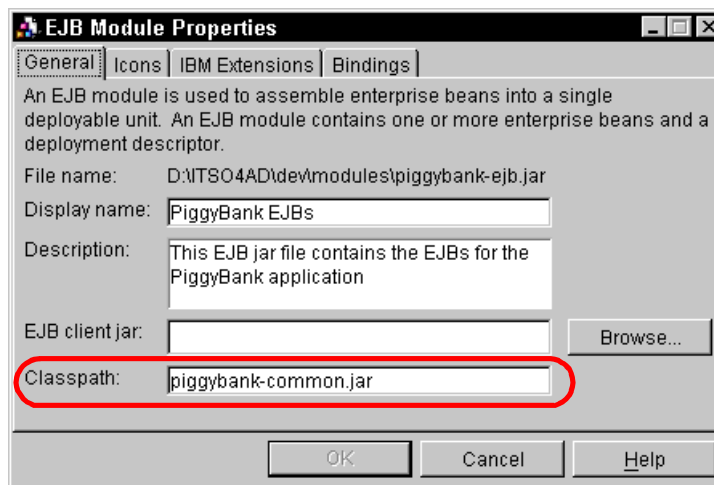 EJB Module Properties
General Icons IBM Extensions Bindings
An EJB module is used to assemble enterprise beans into a single
deployable unit. An EJB module contains one or more enterprise beans and a
deployment descriptor.
File name: D:\ITSO4AD\dev\modules\piggybank-ejb.jar
Display name: PiggyBank EJBs
Description: This EJB jar file contains the EJBs for the
PiggyBank application
EJB client jar: Browse...
Classpath: piggybank-common.jar
OK Cancel Help